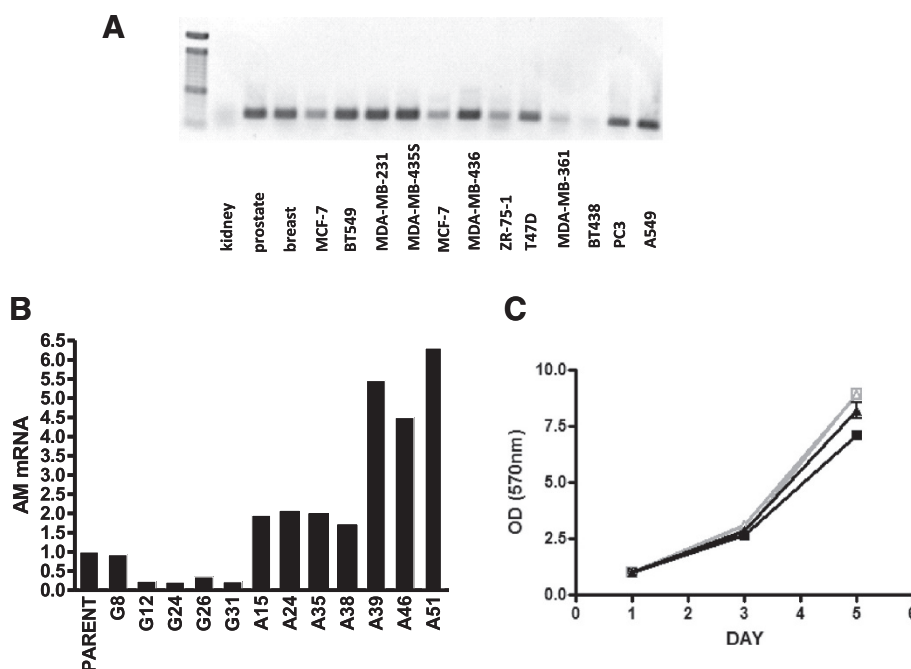 A
kidney
prostate
breast
MCF-7
BT549
MDA-MB-231
MDA-MB-435S
MCF-7
MDA-MB-436
ZR-75-1
T47D
MDA-MB-361
BT438
PC3
A549
B
AM mRNA
6.5
6.0
5.5
5.0
4.5
4.0
3.5
3.0
2.5
2.0
1.5
1.0
0.5
0.0
PARENT
G8
G12
G24
G26
G31
A15
A24
A35
A38
A39
A46
A51
C
OD (570nm)
10.0
7.5
5.0
2.5
0.0
0 1 2 3 4 5 6
DAY